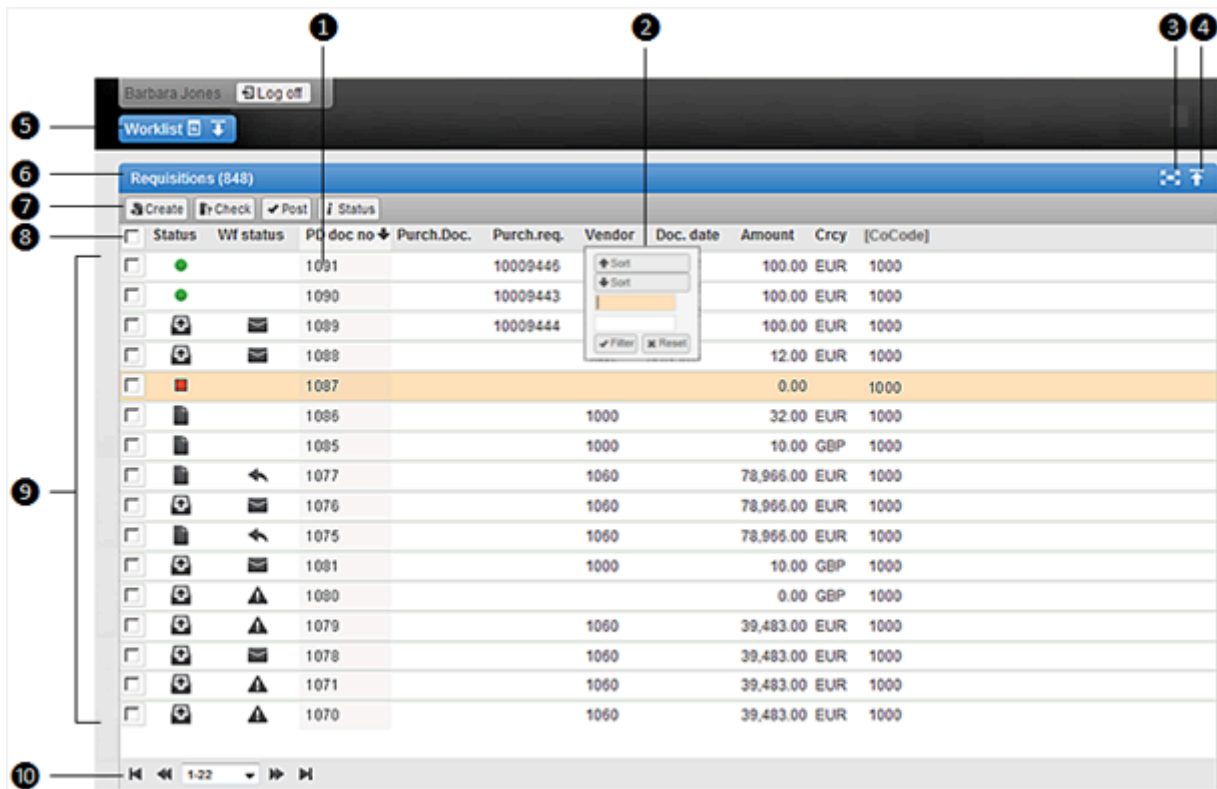 1 2 3 4
Barbara Jones Log off
5 Worklist
6 Requisitions (848)
7 Create Check Post Status
8 Status Wf status PD doc no Purch.Doc. Purch.req. Vendor Doc. date Amount Crcy [CoCode]
1091 10009446 Sort 100.00 EUR 1000
1090 10009443 Sort 100.00 EUR 1000
1089 10009444 100.00 EUR 1000
Filter Reset
1088 12.00 EUR 1000
1087 0.00 1000
1086 1000 32.00 EUR 1000
1085 1000 10.00 GBP 1000
9 1077 1060 78,966.00 EUR 1000
1076 1060 78,966.00 EUR 1000
1075 1060 78,966.00 EUR 1000
1081 1000 10.00 GBP 1000
1080 0.00 GBP 1000
1079 1060 39,483.00 EUR 1000
1078 1060 39,483.00 EUR 1000
1071 1060 39,483.00 EUR 1000
1070 1060 39,483.00 EUR 1000
10 1-22